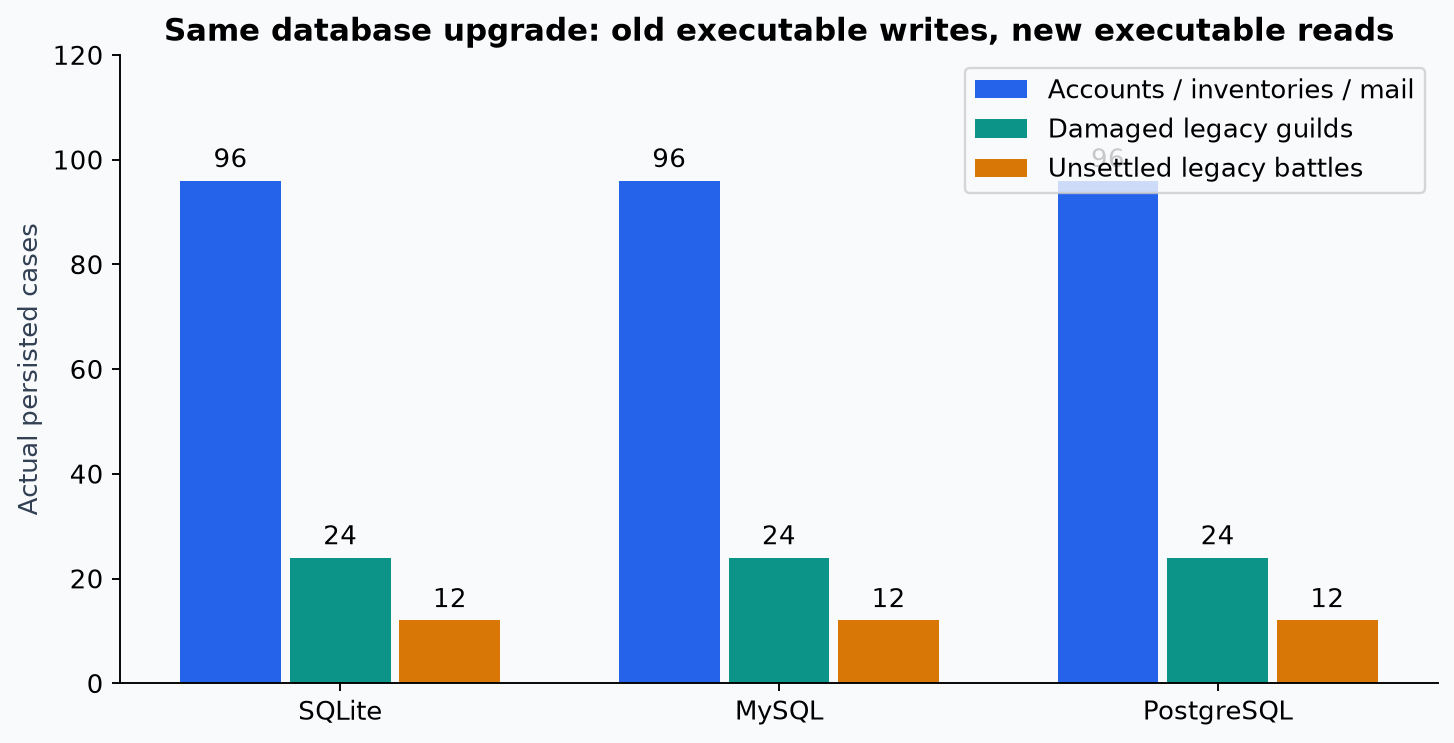 Same database upgrade: old executable writes, new executable reads
Actual persisted cases
120
100
80
60
40
20
0
Accounts / inventories / mail
Damaged legacy guilds
Unsettled legacy battles
96
24
12
96
24
12
96
24
12
SQLite
MySQL
PostgreSQL